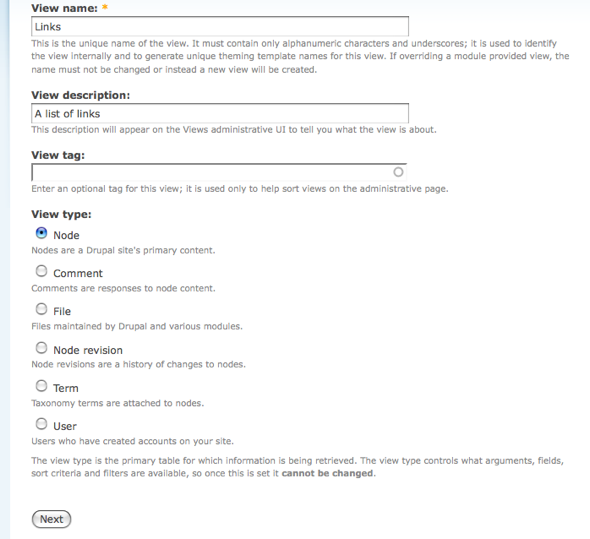 View name: *
Links
This is the unique name of the view. It must contain only alphanumeric characters and underscores; it is used to identify
the view internally and to generate unique theming template names for this view. If overriding a module provided view, the
name must not be changed or instead a new view will be created.
View description:
A list of links
This description will appear on the Views administrative UI to tell you what the view is about.
View tag:
Enter an optional tag for this view; it is used only to help sort views on the administrative page.
View type:
Node
Nodes are a Drupal site's primary content.
Comment
Comments are responses to node content.
File
Files maintained by Drupal and various modules.
Node revision
Node revisions are a history of changes to nodes.
Term
Taxonomy terms are attached to nodes.
User
Users who have created accounts on your site.
The view type is the primary table for which information is being retrieved. The view type controls what arguments, fields,
sort criteria and filters are available, so once this is set it cannot be changed.
Next